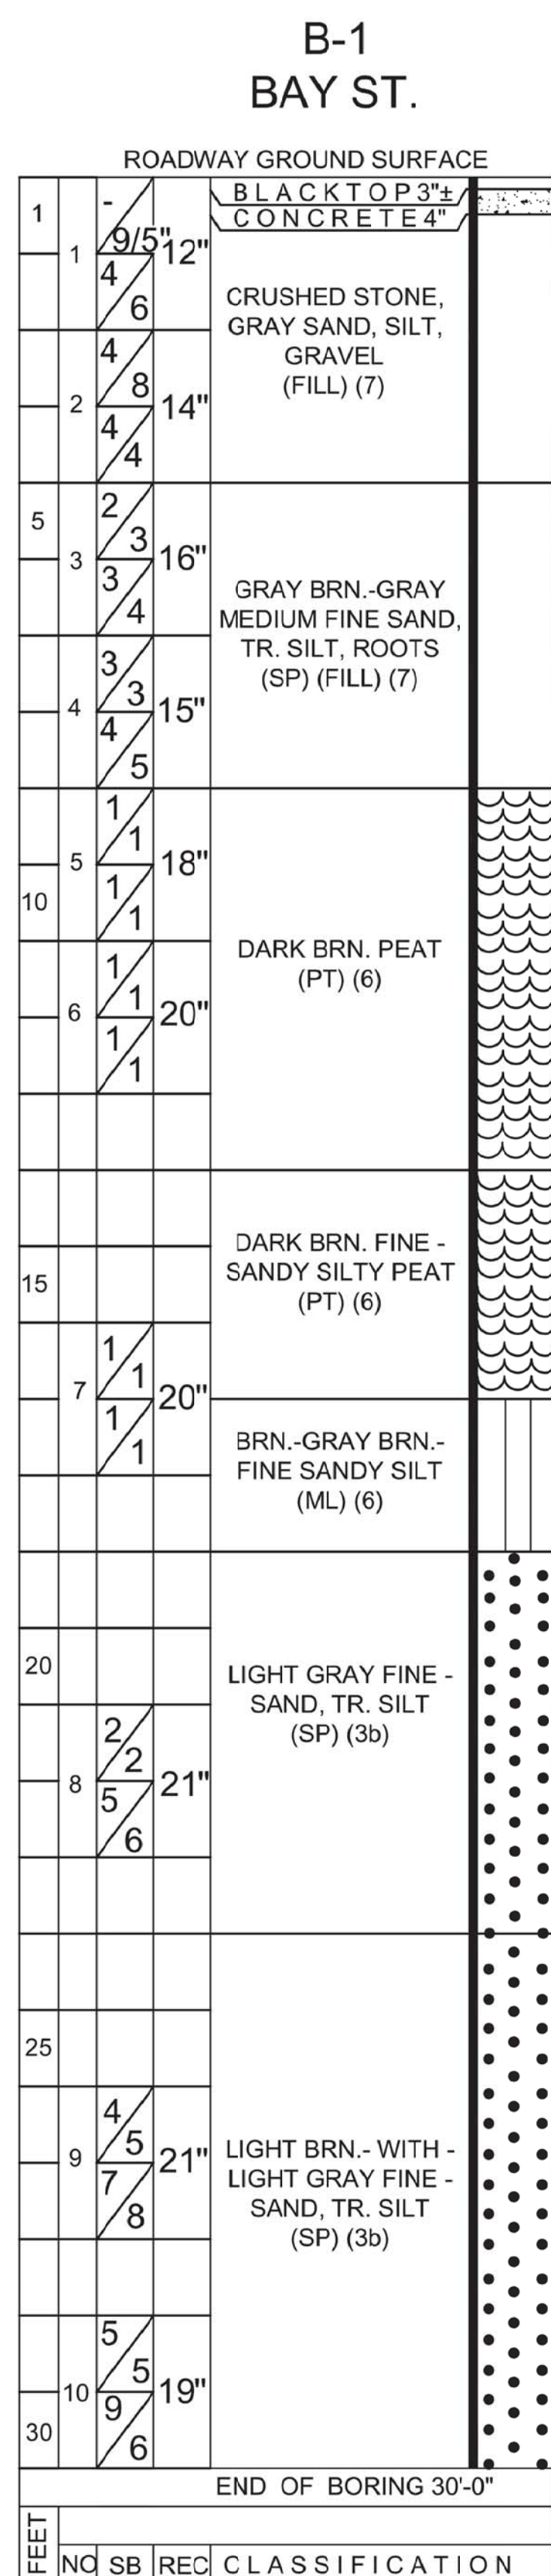 B-1
BAY ST.
ROADWAY GROUND SURFACE
BLACKTOP 3"±
1
-
CONCRETE 4"
9/5"
1
12"
4
6
CRUSHED STONE,
GRAY SAND, SILT,
GRAVEL
(FILL) (7)
4
8
2
14"
4
4
5
2
3
3
16"
3
4
GRAY BRN.-GRAY
MEDIUM FINE SAND,
TR. SILT, ROOTS
(SP) (FILL) (7)
3
3
4
15"
4
5
1
1
5
18"
10
1
1
DARK BRN. PEAT
(PT) (6)
1
1
6
20"
1
1
DARK BRN. FINE -
SANDY SILTY PEAT
(PT) (6)
15
1
1
7
20"
1
1
BRN.-GRAY BRN.-
FINE SANDY SILT
(ML) (6)
20
LIGHT GRAY FINE -
SAND, TR. SILT
(SP) (3b)
2
2
8
21"
5
6
25
4
5
9
21"
7
8
LIGHT BRN.- WITH -
LIGHT GRAY FINE -
SAND, TR. SILT
(SP) (3b)
5
5
10
19"
9
6
30
END OF BORING 30'-0"
FEET
NO SB REC CLASSIFICATION